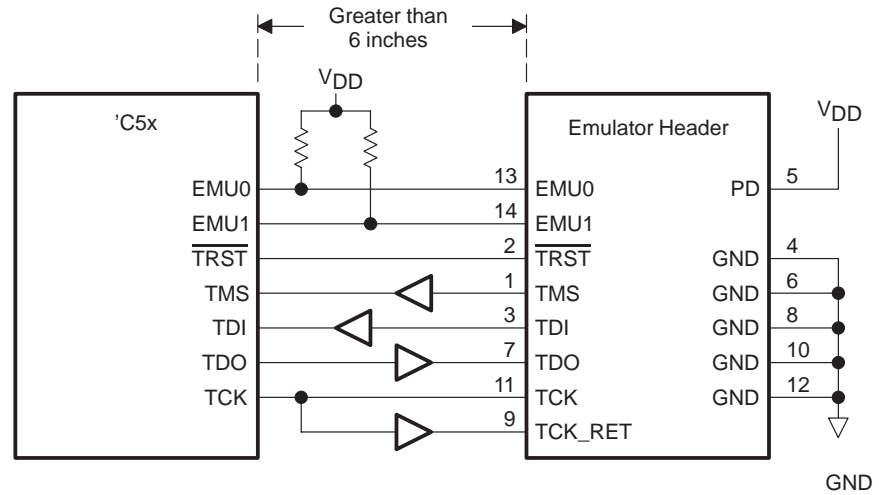 Greater than
6 inches
VDD
'C5x
Emulator Header
VDD
EMU0 13 EMU0 PD 5
EMU1 14 EMU1
TRST 2 TRST GND 4
TMS 1 TMS GND 6
TDI 3 TDI GND 8
TDO 7 TDO GND 10
TCK 11 TCK GND 12
9 TCK_RET
GND